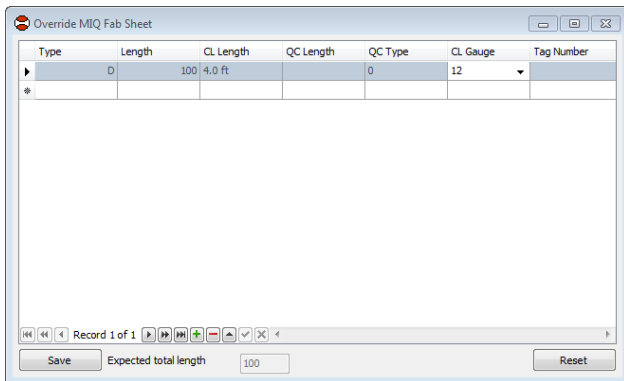 Override MIQ Fab Sheet
Type Length CL Length QC Length QC Type CL Gauge Tag Number
D 100 4.0 ft 0 12
Record 1 of 1
Save Expected total length 100 Reset